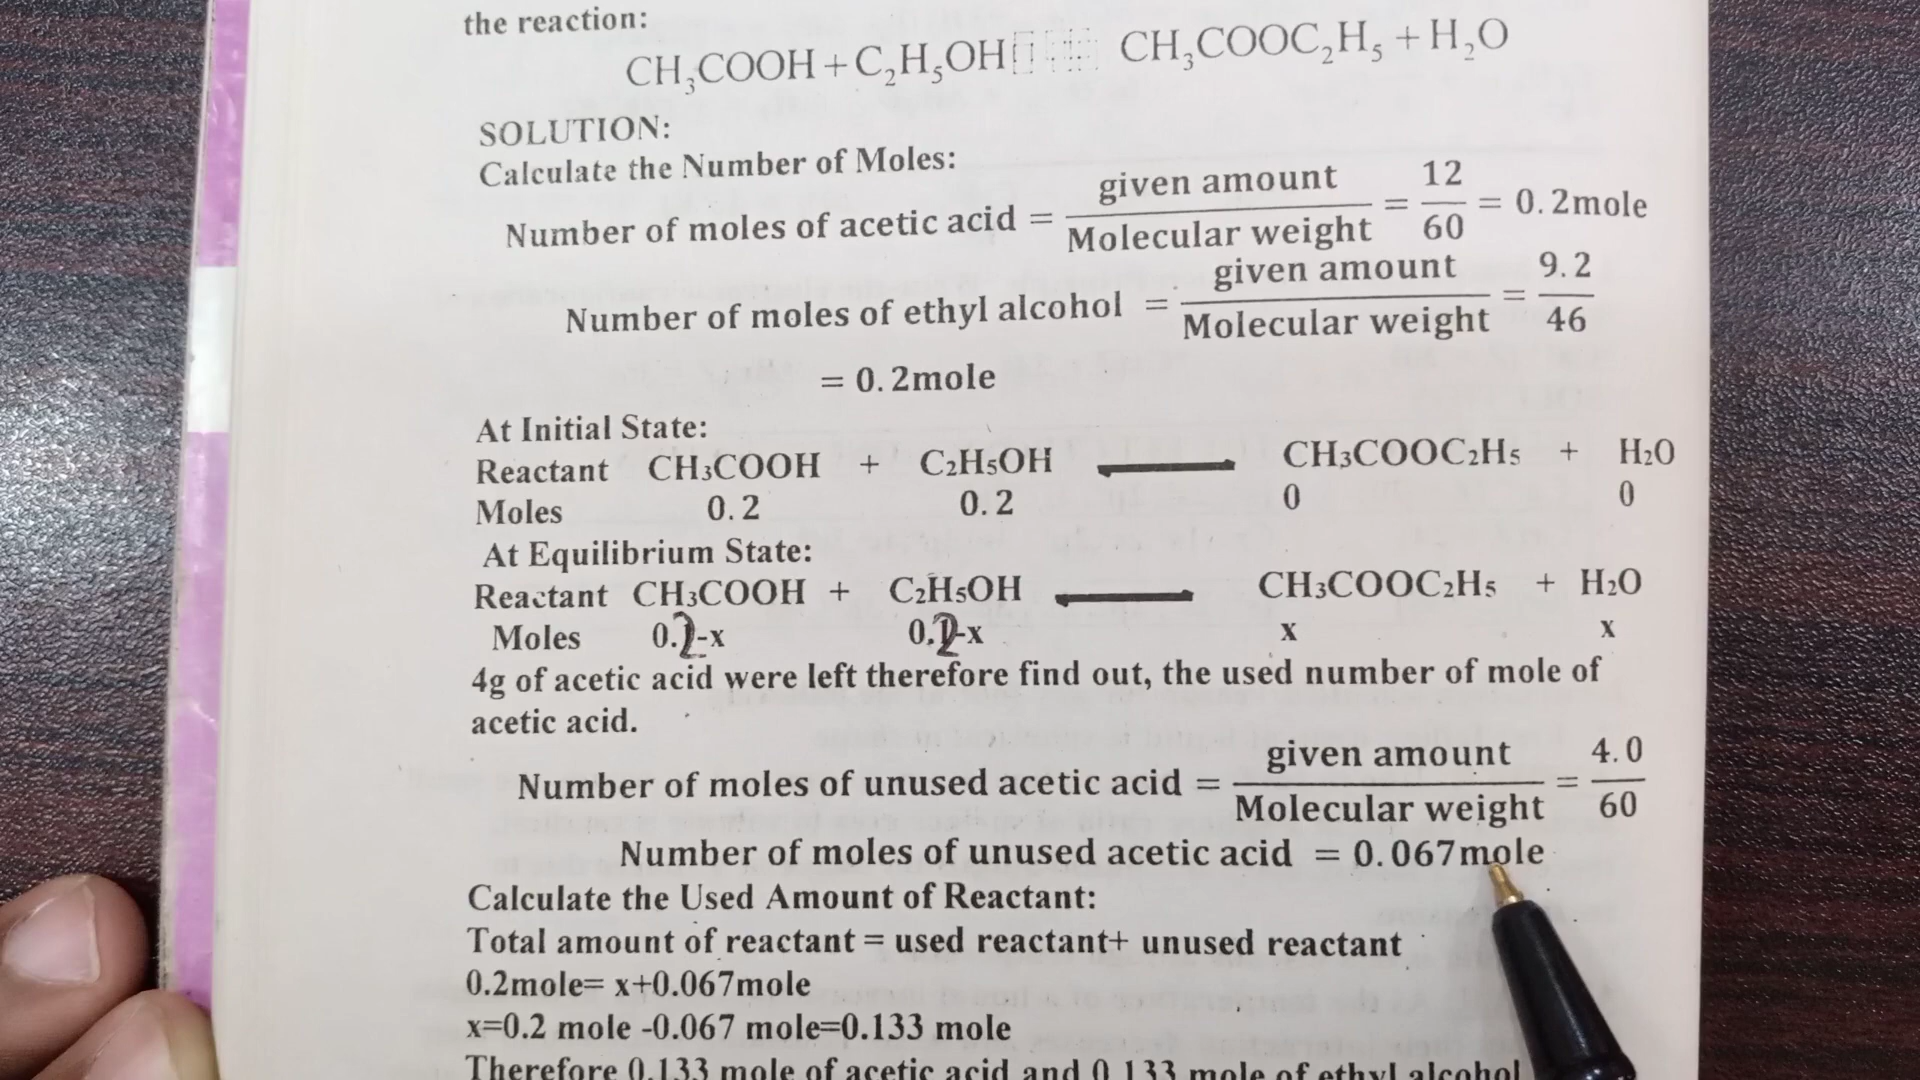 the reaction:
CH₃COOH + C₂H₅OH CH₃COOC₂H₅ + H₂O
SOLUTION:
Calculate the Number of Moles:
Number of moles of acetic acid = given amount / Molecular weight = 12 / 60 = 0.2mole
Number of moles of ethyl alcohol = given amount / Molecular weight = 9.2 / 46
= 0.2mole
At Initial State:
Reactant CH₃COOH + C₂H₅OH CH₃COOC₂H₅ + H₂O
Moles 0.2 0.2 0 0
At Equilibrium State:
Reactant CH₃COOH + C₂H₅OH CH₃COOC₂H₅ + H₂O
Moles 0.2-x 0.2-x x x
4g of acetic acid were left therefore find out, the used number of mole of
acetic acid.
Number of moles of unused acetic acid = given amount / Molecular weight = 4.0 / 60
Number of moles of unused acetic acid = 0.067mole
Calculate the Used Amount of Reactant:
Total amount of reactant = used reactant+ unused reactant
0.2mole= x+0.067mole
x=0.2 mole -0.067 mole=0.133 mole
Therefore 0.133 mole of acetic acid and 0.133 mole of ethyl alcohol